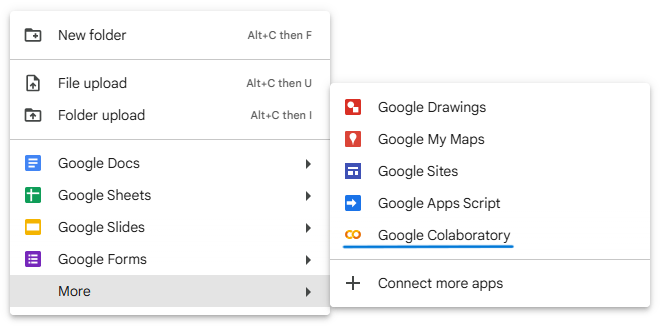 New folder Alt+C then F
File upload Alt+C then U
Folder upload Alt+C then I
Google Docs
Google Sheets
Google Slides
Google Forms
More
Google Drawings
Google My Maps
Google Sites
Google Apps Script
Google Colaboratory
Connect more apps